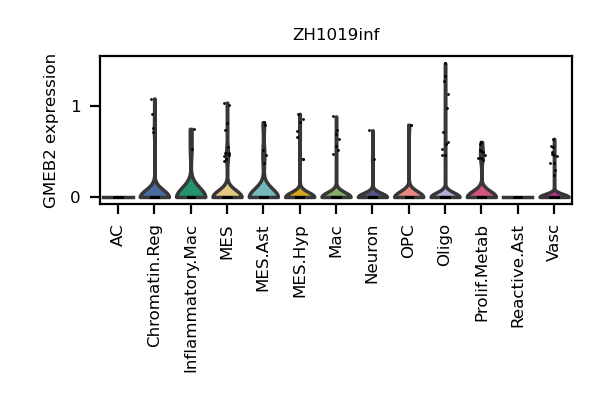 ZH1019inf
GMEB2 expression
1
0
AC
Chromatin.Reg
Inflammatory.Mac
MES
MES.Ast
MES.Hyp
Mac
Neuron
OPC
Oligo
Prolif.Metab
Reactive.Ast
Vasc